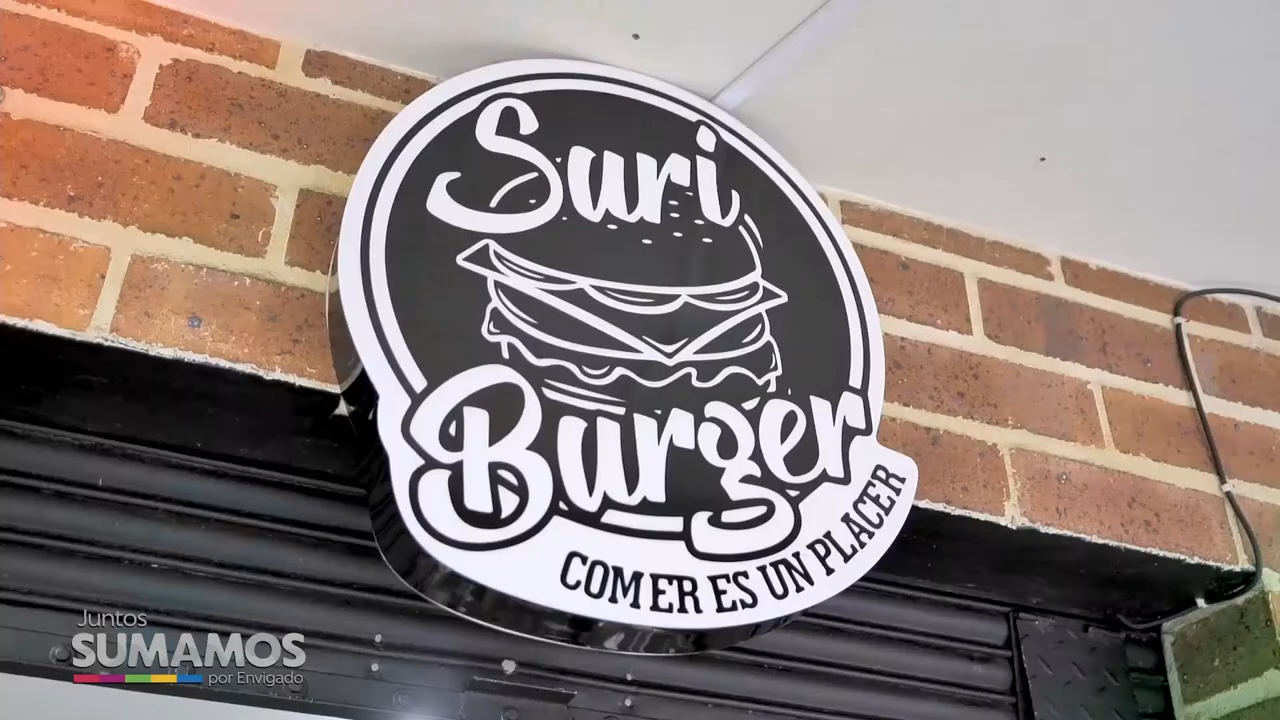 Suri
Burger
COMER ES UN PLACER
Juntos
SUMAMOS
por Envigado